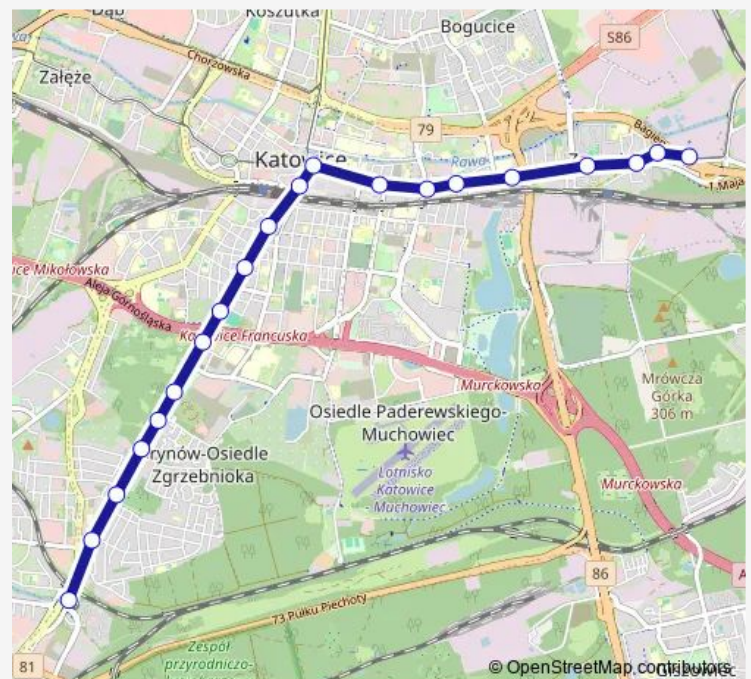 Dąb
Koszutka
Bogucice
S86
Załęże
Chorzowska
79
Bagien
Katowice
Rawa
1 Maja
Mikołowska
Aleja Górnośląska
Katowice Francuska
Murckowska
Mrówcza
Górka
306 m
Osiedle Paderewskiego-
Muchowiec
rynów-Osiedle
Zgrzebnioka
Lotnisko
Katowice
Muchowiec
Murckowska
A
86
73 Pułku Piechoty
Zespół
przyrodniczo-
81
© OpenStreetMap contributors
Giszowiec